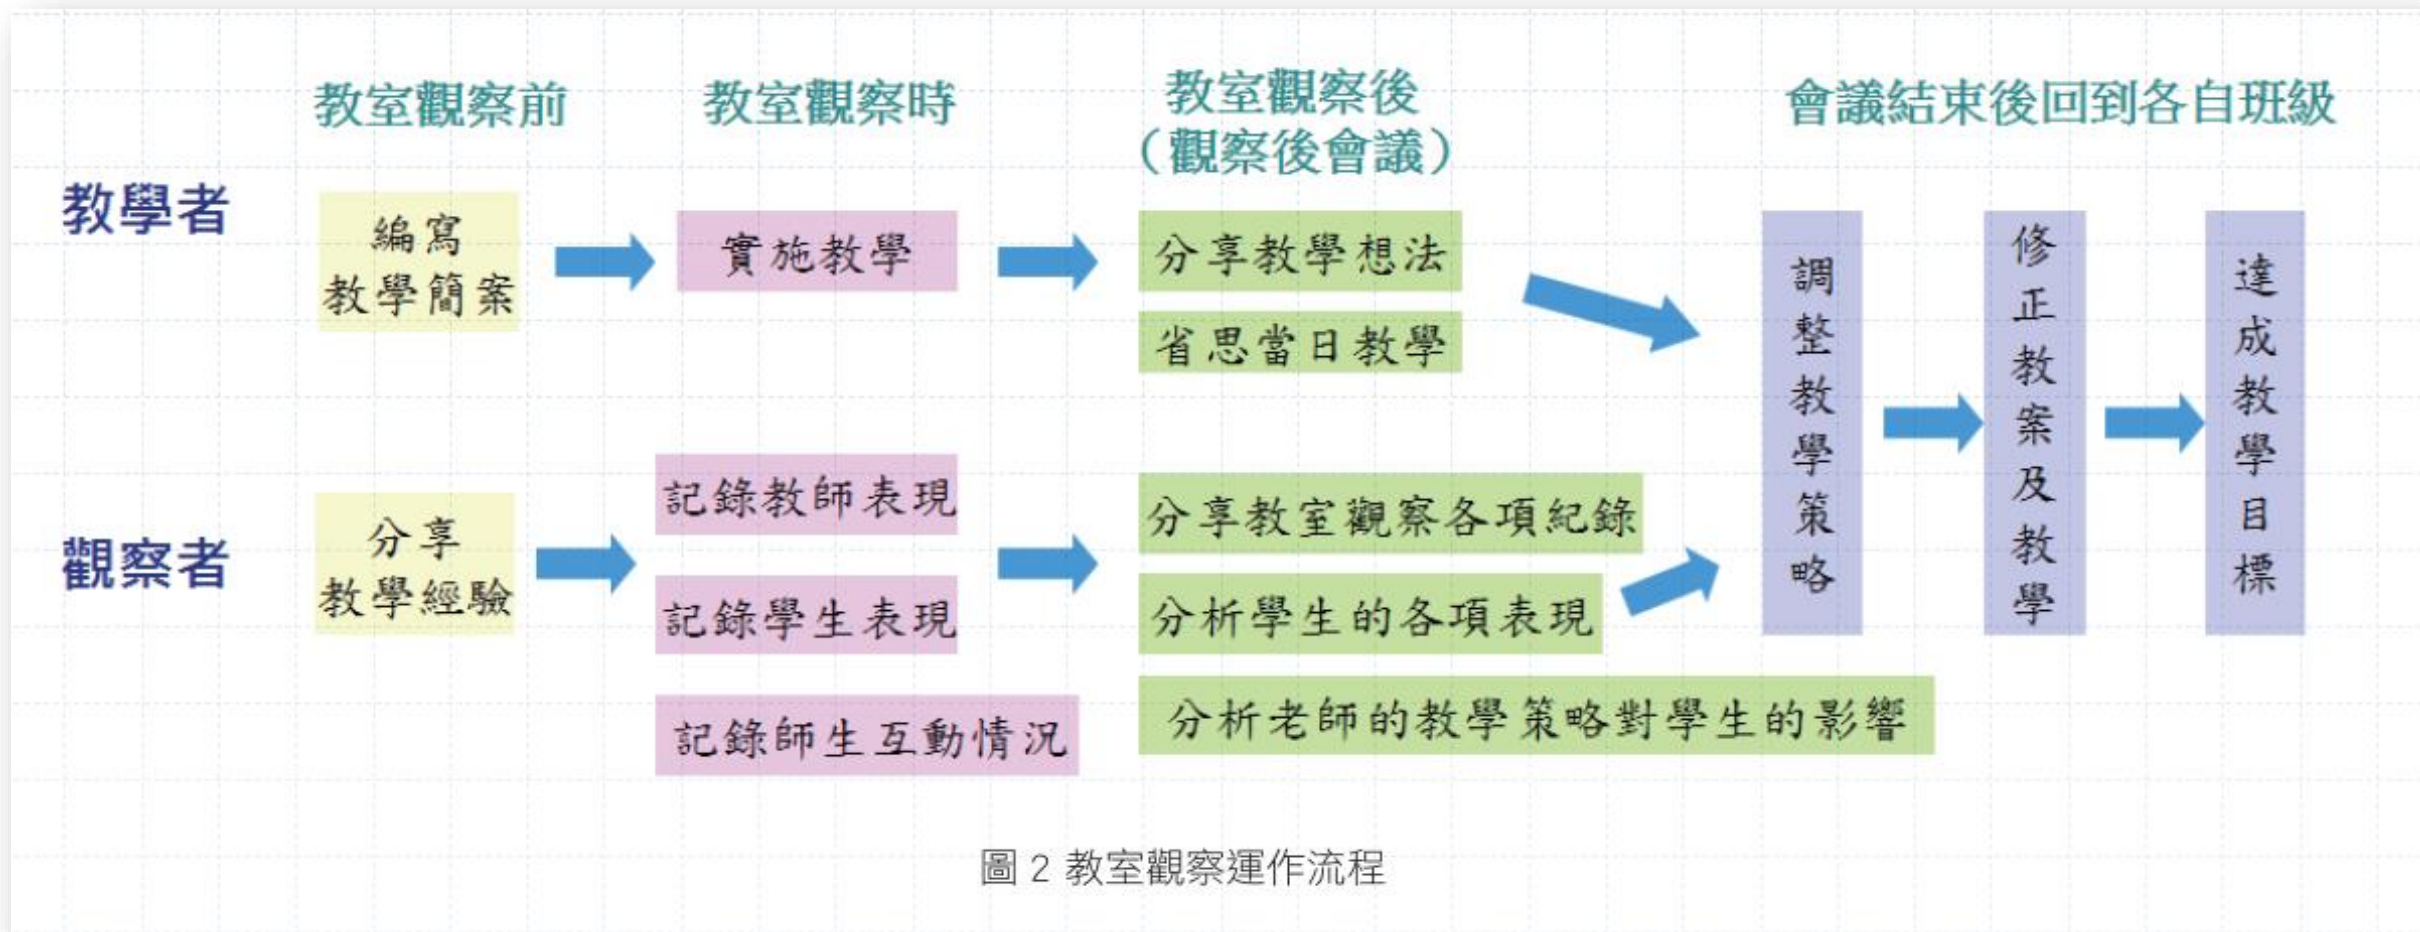 教室觀察前
教室觀察時
教室觀察後
（觀察後會議）
會議結束後回到各自班級
教學者
編寫
教學簡案
實施教學
分享教學想法
省思當日教學
觀察者
分享
教學經驗
記錄教師表現
記錄學生表現
記錄師生互動情況
分享教室觀察各項紀錄
分析學生的各項表現
分析老師的教學策略對學生的影響
調整教學策略
修正教案及教學
達成教學目標
圖 2 教室觀察運作流程